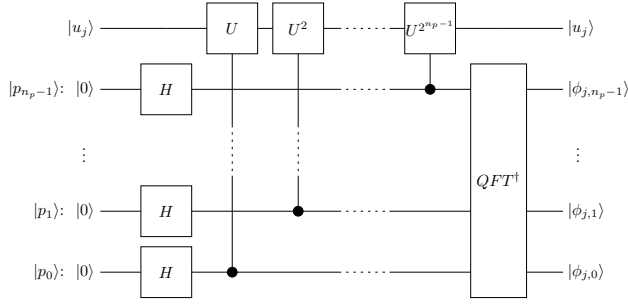 |u_j⟩ U U^2 U^{2^{n_p-1}} |u_j⟩
|p_{n_p-1}⟩: |0⟩ H |ϕ_{j,n_p-1}⟩
⋮ QFT^† ⋮
|p_1⟩: |0⟩ H |ϕ_{j,1}⟩
|p_0⟩: |0⟩ H |ϕ_{j,0}⟩